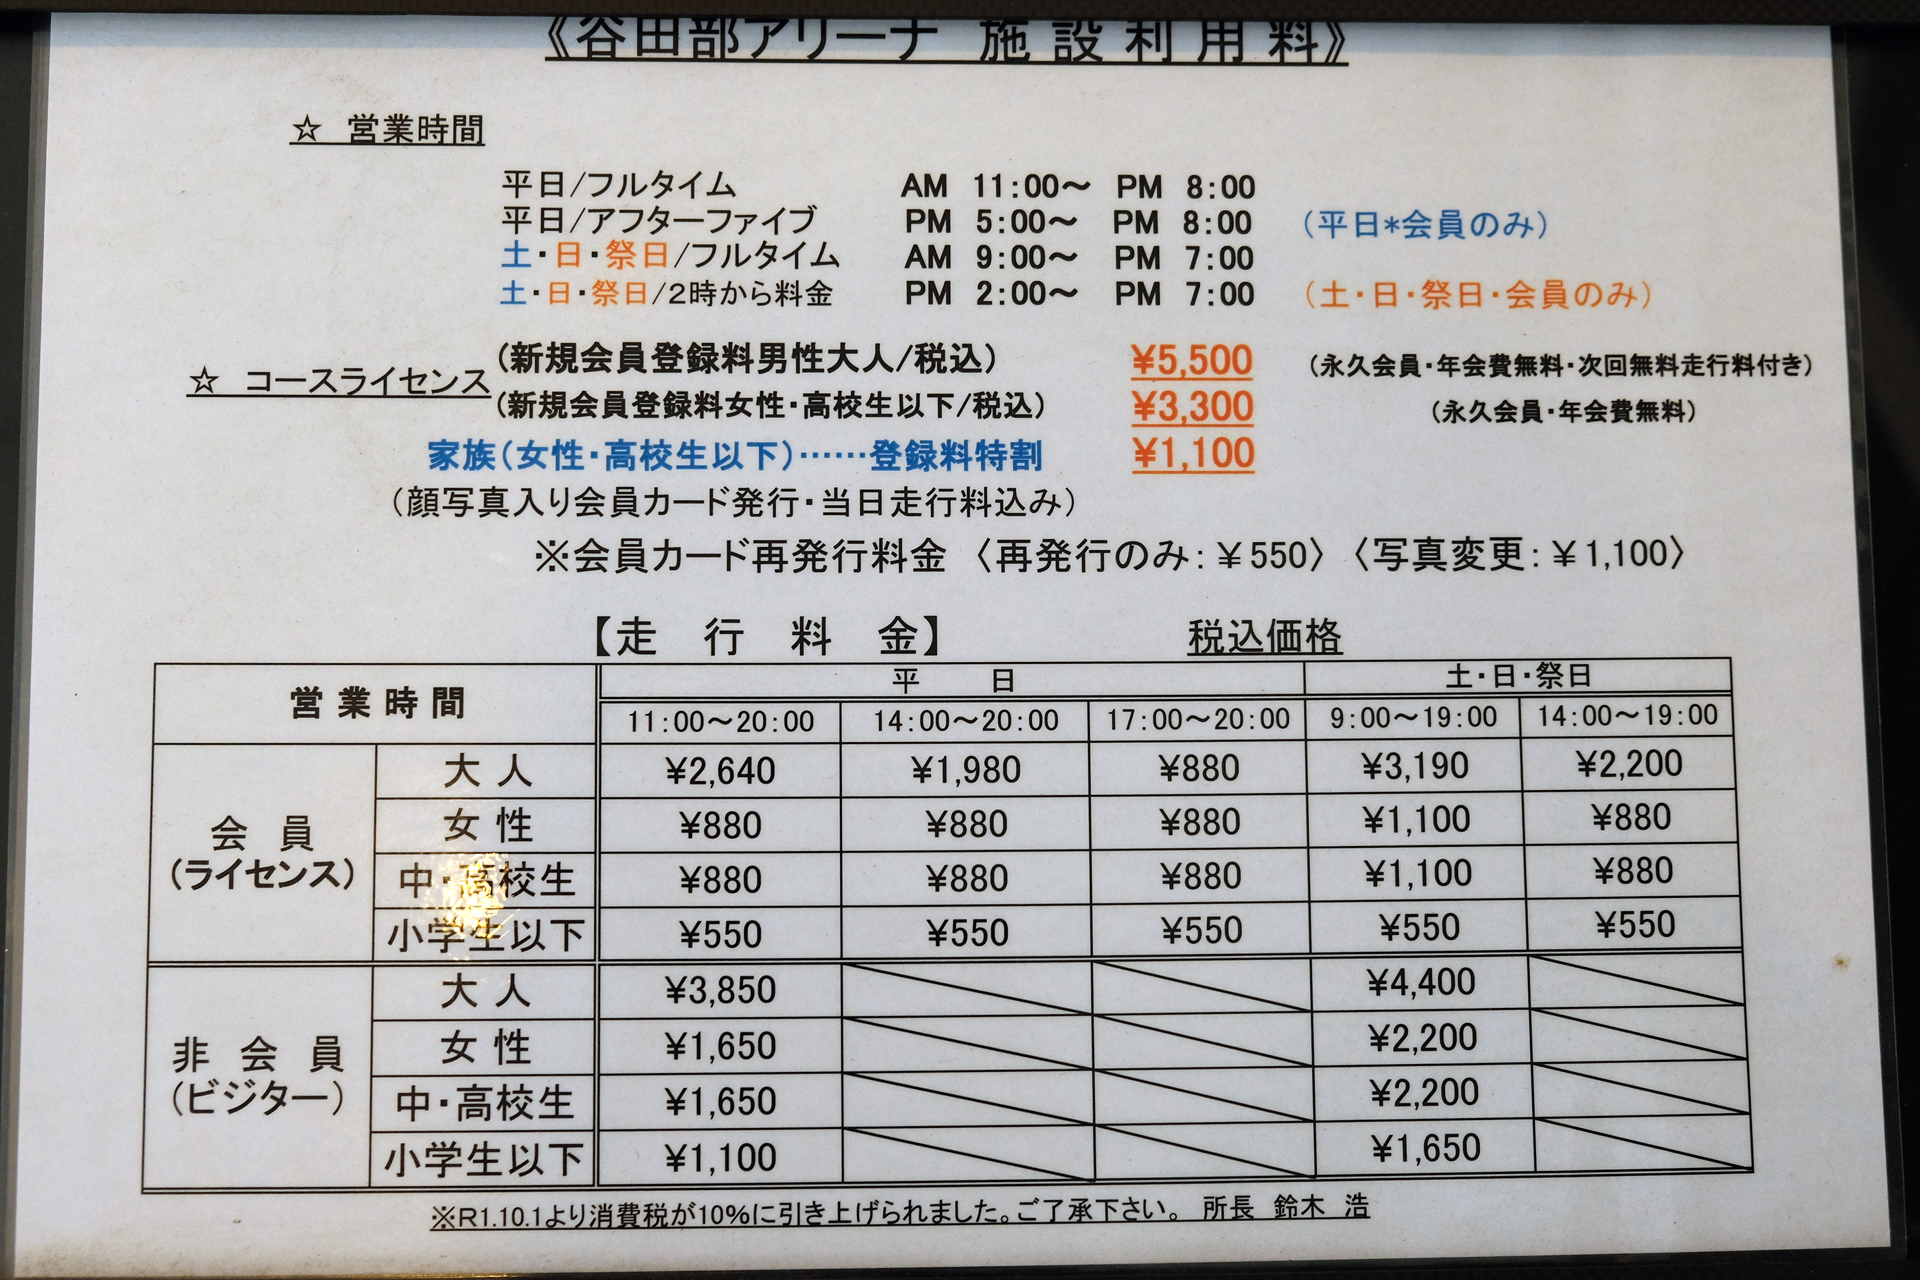 《谷田部アリーナ 施設利用料》
☆ 営業時間
平日/フルタイム AM 11:00～ PM 8:00
平日/アフターファイブ PM 5:00～ PM 8:00 (平日*会員のみ)
土・日・祭日/フルタイム AM 9:00～ PM 7:00
土・日・祭日/2時から料金 PM 2:00～ PM 7:00 (土・日・祭日・会員のみ)
☆ コースライセンス (新規会員登録料男性大人/税込) ¥5,500 (永久会員・年会費無料・次回無料走行料付き)
(新規会員登録料女性・高校生以下/税込) ¥3,300 (永久会員・年会費無料)
家族(女性・高校生以下)……登録料特割 ¥1,100
(顔写真入り会員カード発行・当日走行料込み)
※会員カード再発行料金 〈再発行のみ:¥550〉〈写真変更:¥1,100〉
【走行料金】 税込価格
営業時間 平日 土・日・祭日
11:00～20:00 14:00～20:00 17:00～20:00 9:00～19:00 14:00～19:00
会員
(ライセンス)
大人 ¥2,640 ¥1,980 ¥880 ¥3,190 ¥2,200
女性 ¥880 ¥880 ¥880 ¥1,100 ¥880
中・高校生 ¥880 ¥880 ¥880 ¥1,100 ¥880
小学生以下 ¥550 ¥550 ¥550 ¥550 ¥550
非会員
(ビジター)
大人 ¥3,850 ¥4,400
女性 ¥1,650 ¥2,200
中・高校生 ¥1,650 ¥2,200
小学生以下 ¥1,100 ¥1,650
※R1.10.1より消費税が10%に引き上げられました。ご了承下さい。 所長 鈴木 浩